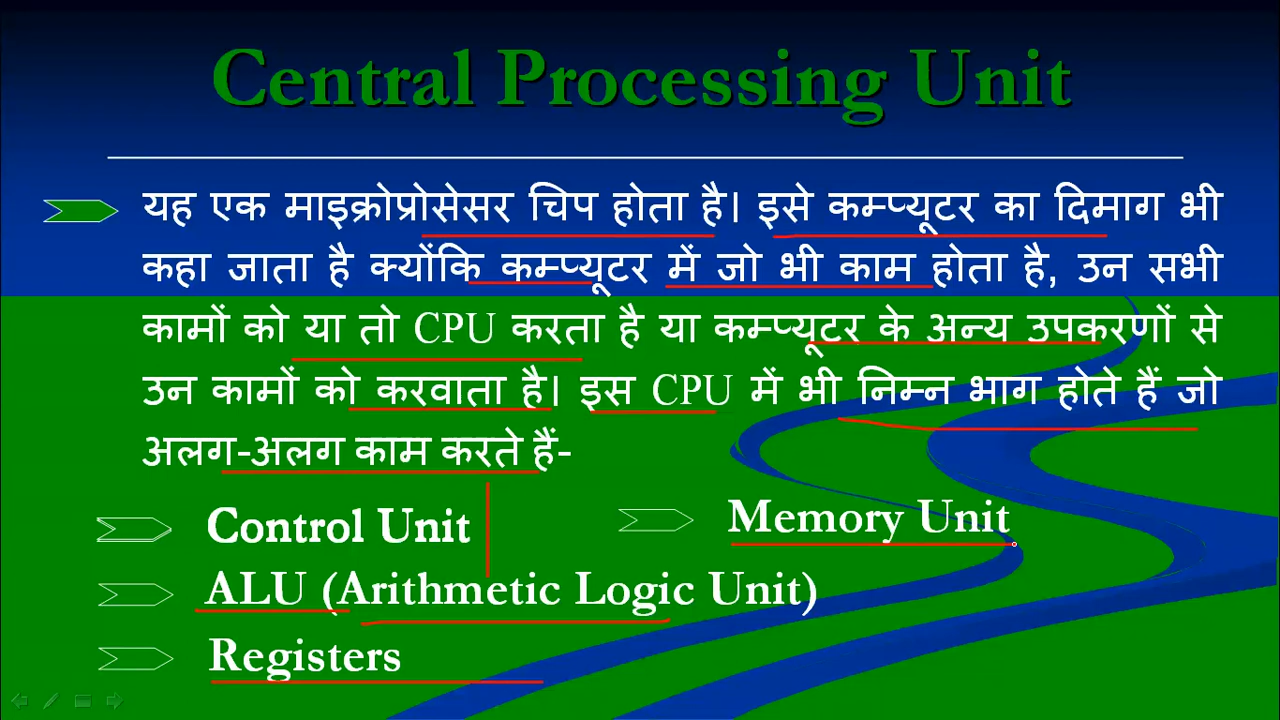 Central Processing Unit
यह एक माइक्रोप्रोसेसर चिप होता है। इसे कम्प्यूटर का दिमाग भी
कहा जाता है क्योंकि कम्प्यूटर में जो भी काम होता है, उन सभी
कामों को या तो CPU करता है या कम्प्यूटर के अन्य उपकरणों से
उन कामों को करवाता है। इस CPU में भी निम्न भाग होते हैं जो
अलग-अलग काम करते हैं-
Control Unit
Memory Unit
ALU (Arithmetic Logic Unit)
Registers